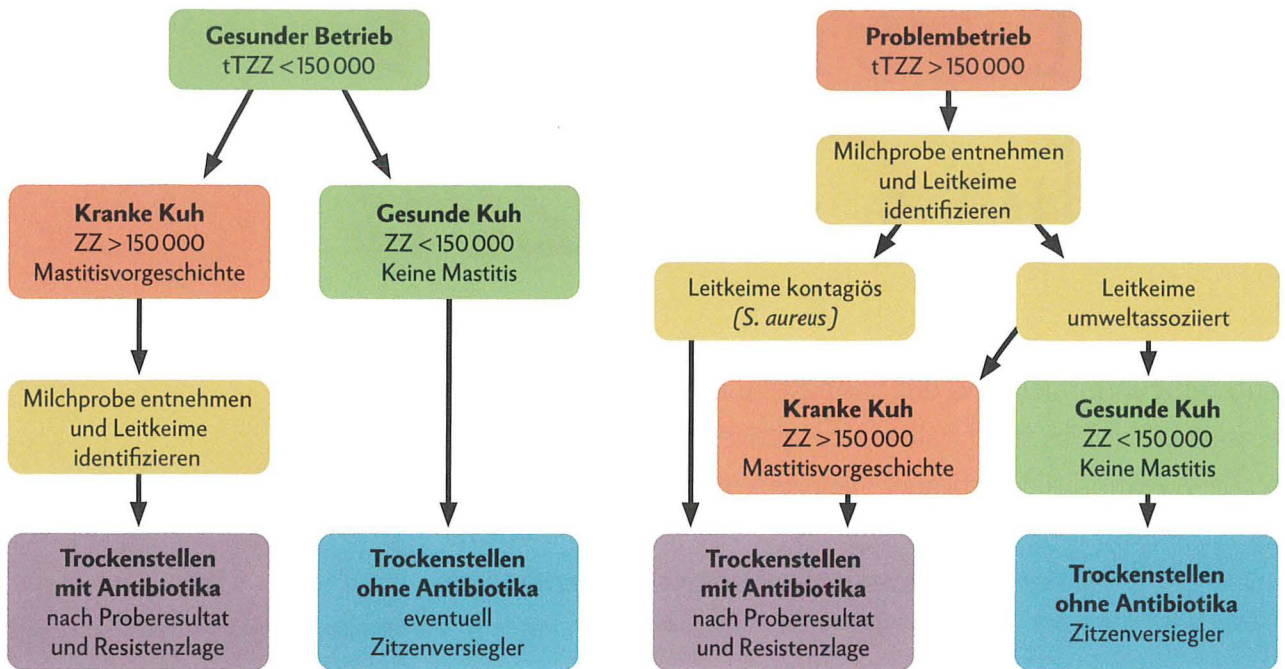 Gesunder Betrieb
tTZZ < 150 000
Kranke Kuh
ZZ > 150 000
Mastitisvorgeschichte
Gesunde Kuh
ZZ < 150 000
Keine Mastitis
Milchprobe entnehmen
und Leitkeime
identifizieren
Trockenstellen
mit Antibiotika
nach Proberesultat
und Resistenzlage
Trockenstellen
ohne Antibiotika
eventuell
Zitzenversiegler
Problembetrieb
tTZZ > 150 000
Milchprobe entnehmen
und Leitkeime
identifizieren
Leitkeime kontagiös
(S. aureus)
Leitkeime
umweltassoziiert
Kranke Kuh
ZZ > 150 000
Mastitisvorgeschichte
Gesunde Kuh
ZZ < 150 000
Keine Mastitis
Trockenstellen
mit Antibiotika
nach Proberesultat
und Resistenzlage
Trockenstellen
ohne Antibiotika
Zitzenversiegler